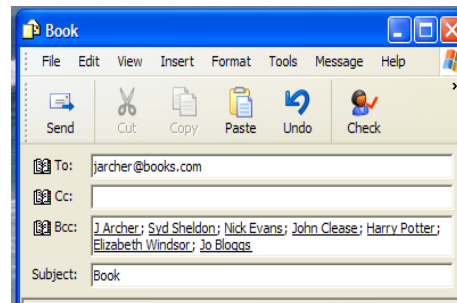 Book
File Edit View Insert Format Tools Message Help
»
Send Cut Copy Paste Undo Check
To: jarcher@books.com
Cc:
Bcc: J Archer; Syd Sheldon; Nick Evans; John Clease; Harry Potter;
Elizabeth Windsor; Jo Bloggs
Subject: Book